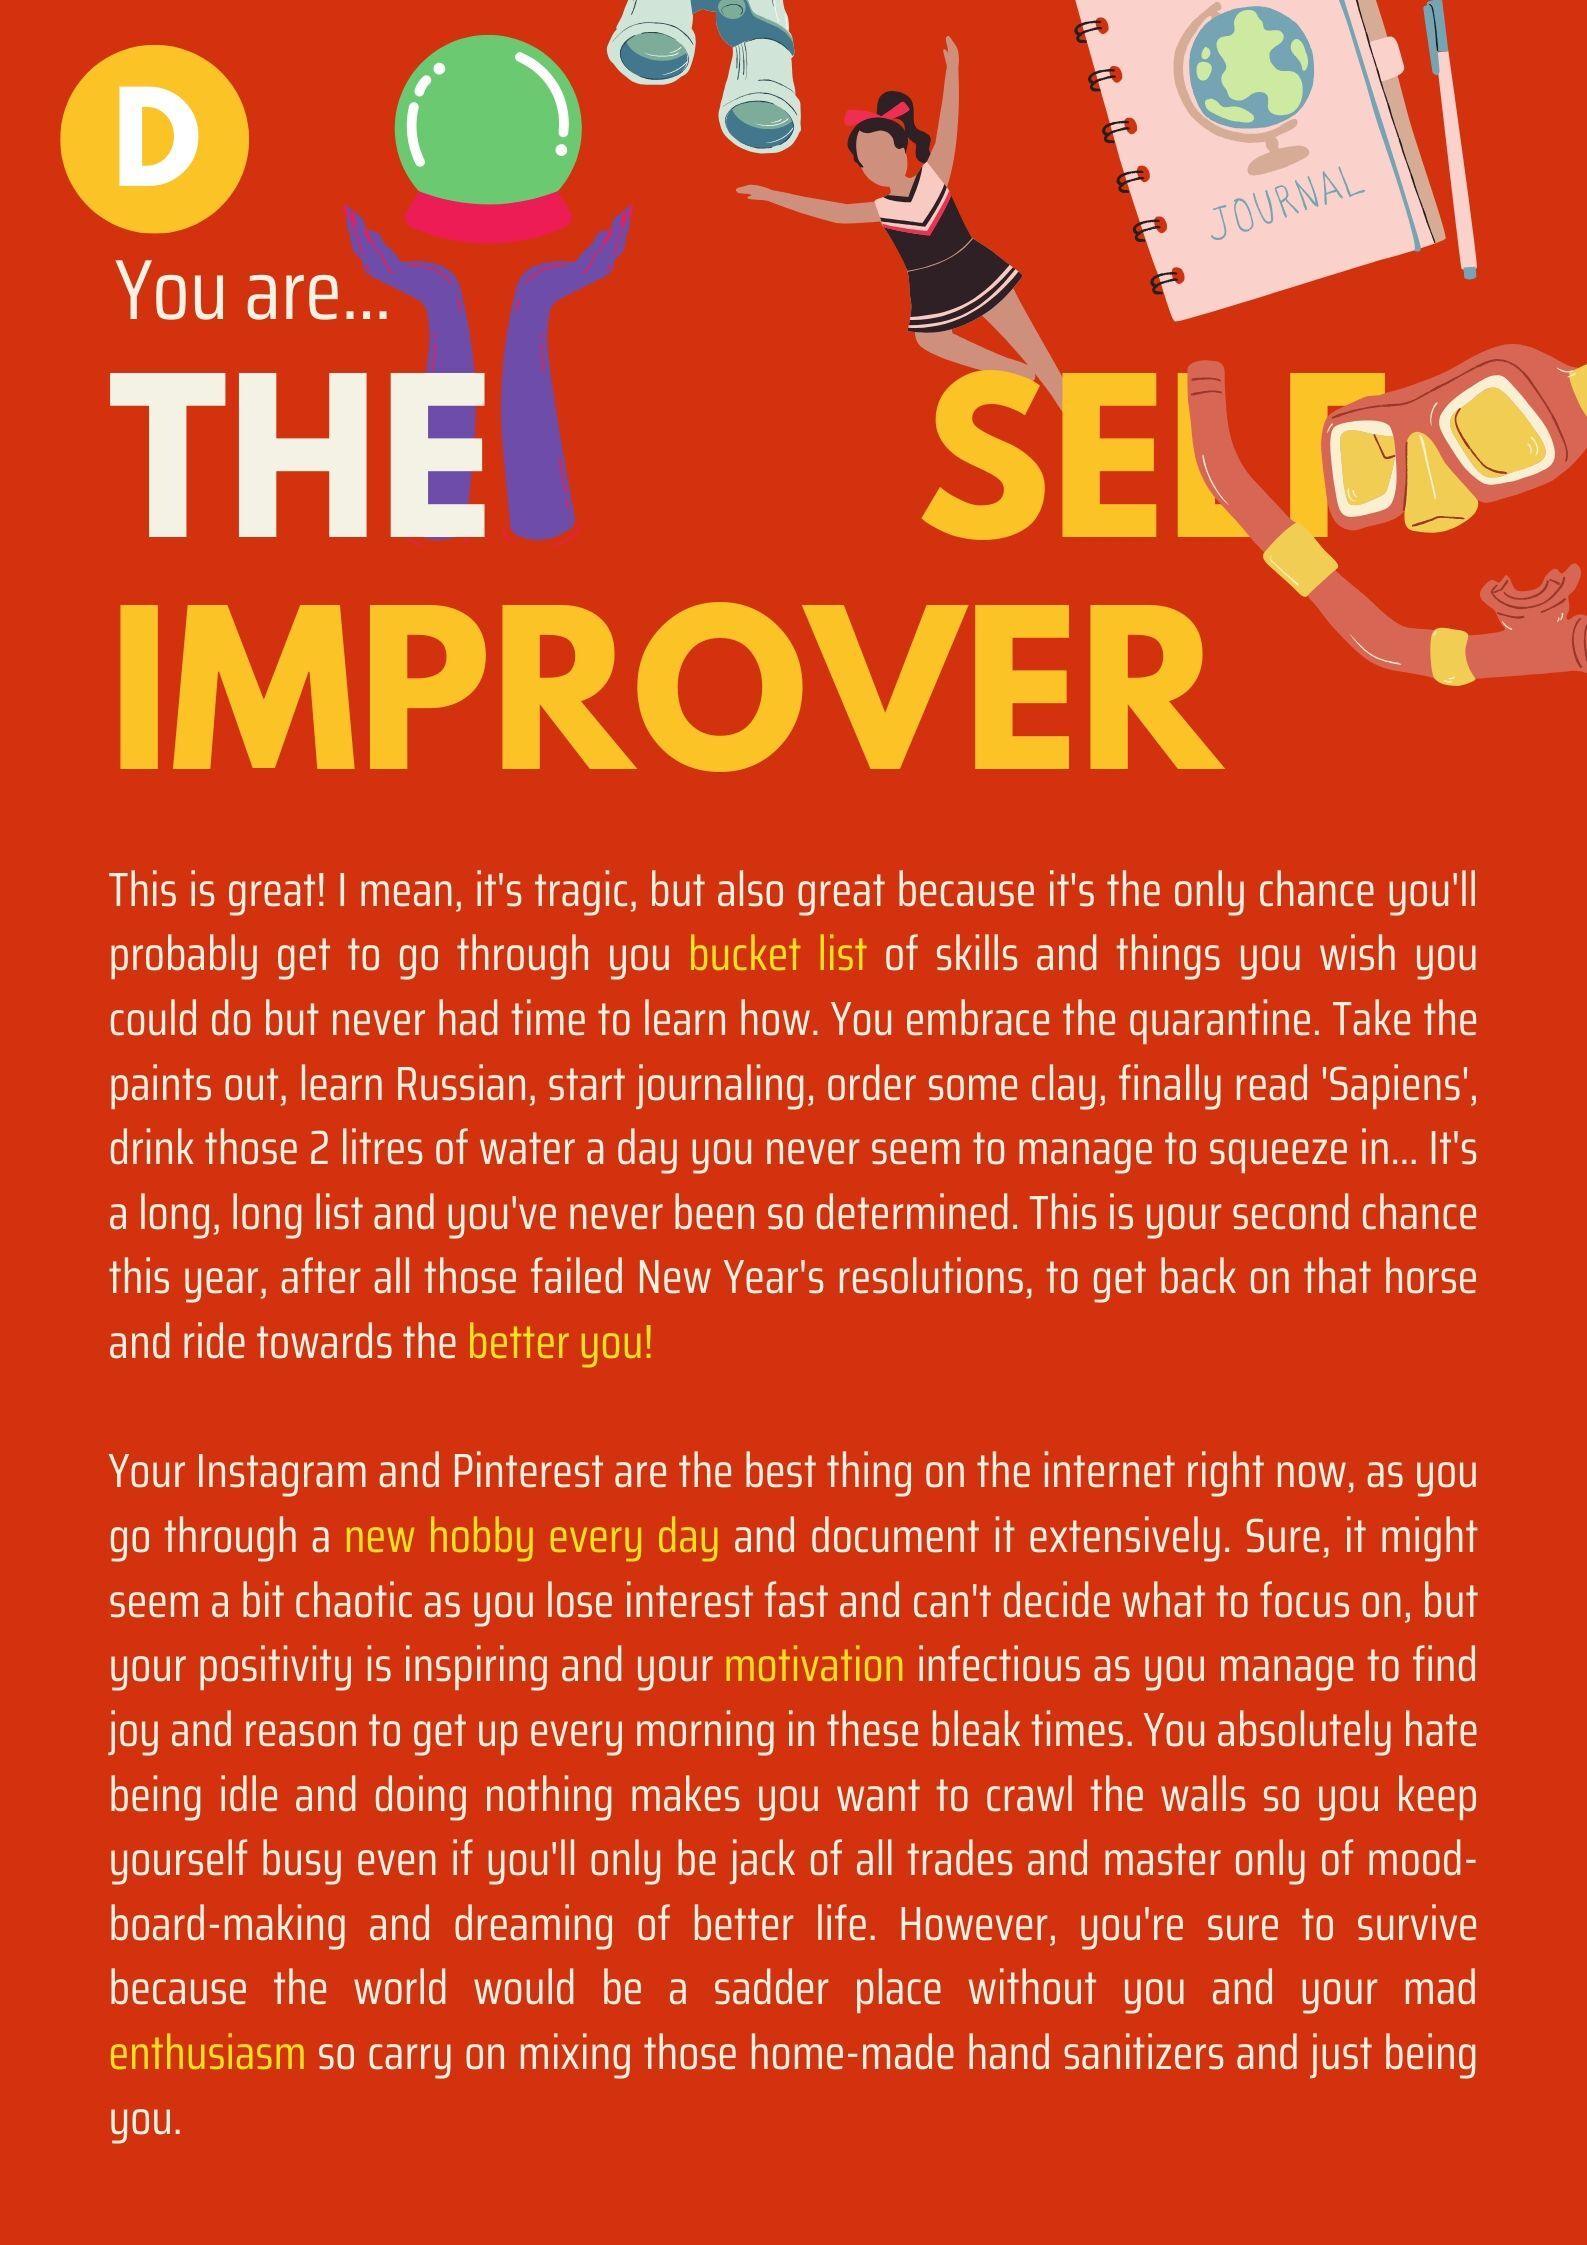 D
JOURNAL
You are...
THE SELF
IMPROVER
This is great! I mean, it's tragic, but also great because it's the only chance you'll
probably get to go through you bucket list of skills and things you wish you
could do but never had time to learn how. You embrace the quarantine. Take the
paints out, learn Russian, start journaling, order some clay, finally read 'Sapiens',
drink those 2 litres of water a day you never seem to manage to squeeze in... It's
a long, long list and you've never been so determined. This is your second chance
this year, after all those failed New Year's resolutions, to get back on that horse
and ride towards the better you!
Your Instagram and Pinterest are the best thing on the internet right now, as you
go through a new hobby every day and document it extensively. Sure, it might
seem a bit chaotic as you lose interest fast and can't decide what to focus on, but
your positivity is inspiring and your motivation infectious as you manage to find
joy and reason to get up every morning in these bleak times. You absolutely hate
being idle and doing nothing makes you want to crawl the walls so you keep
yourself busy even if you'll only be jack of all trades and master only of mood-
board-making and dreaming of better life. However, you're sure to survive
because the world would be a sadder place without you and your mad
enthusiasm so carry on mixing those home-made hand sanitizers and just being
you.